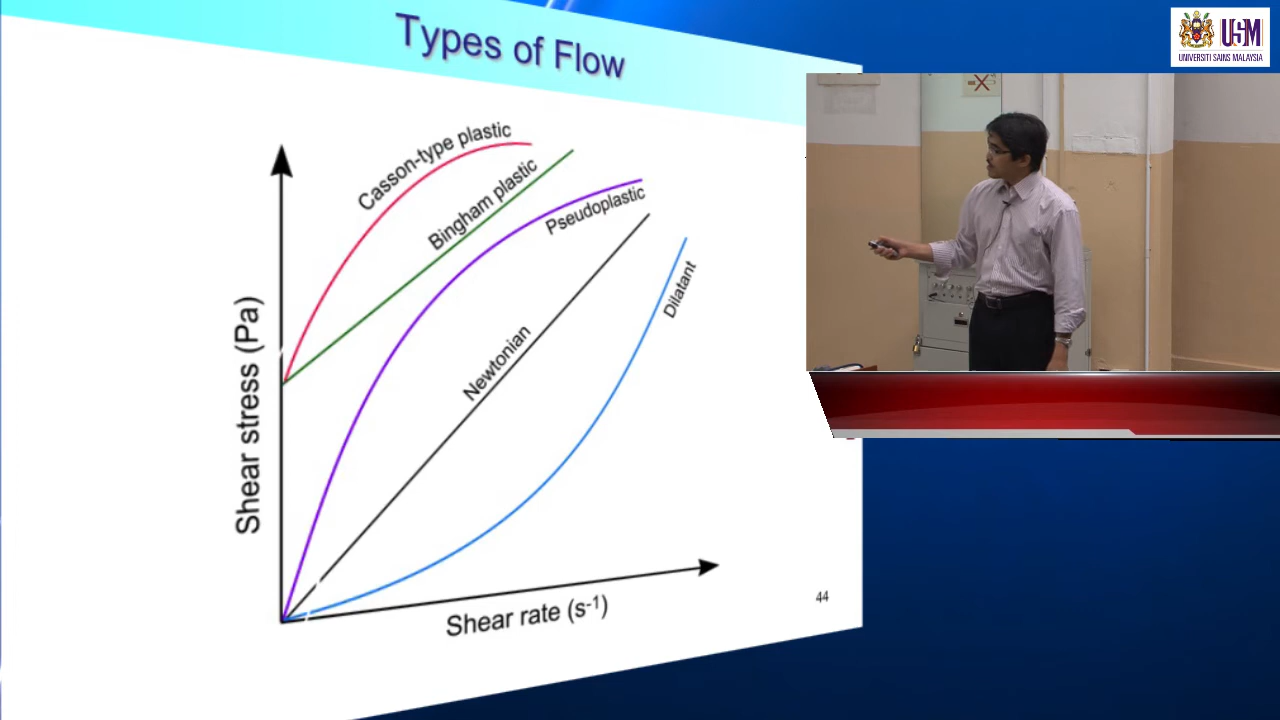 Types of Flow
Casson-type plastic
Bingham plastic
Pseudoplastic
Newtonian
Dilatant
Shear stress (Pa)
Shear rate (s-1)
44
USM
UNIVERSITI SAINS MALAYSIA